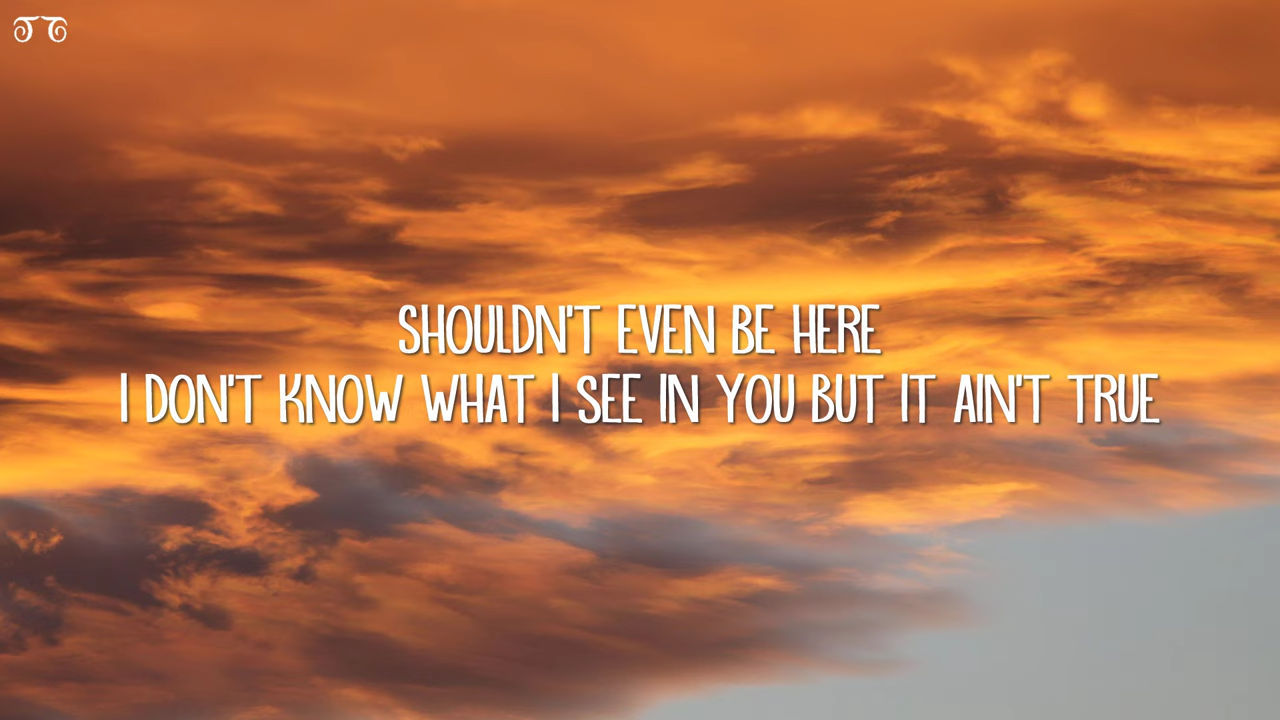 SHOULDN'T EVEN BE HERE
I DON'T KNOW WHAT I SEE IN YOU BUT IT AIN'T TRUE